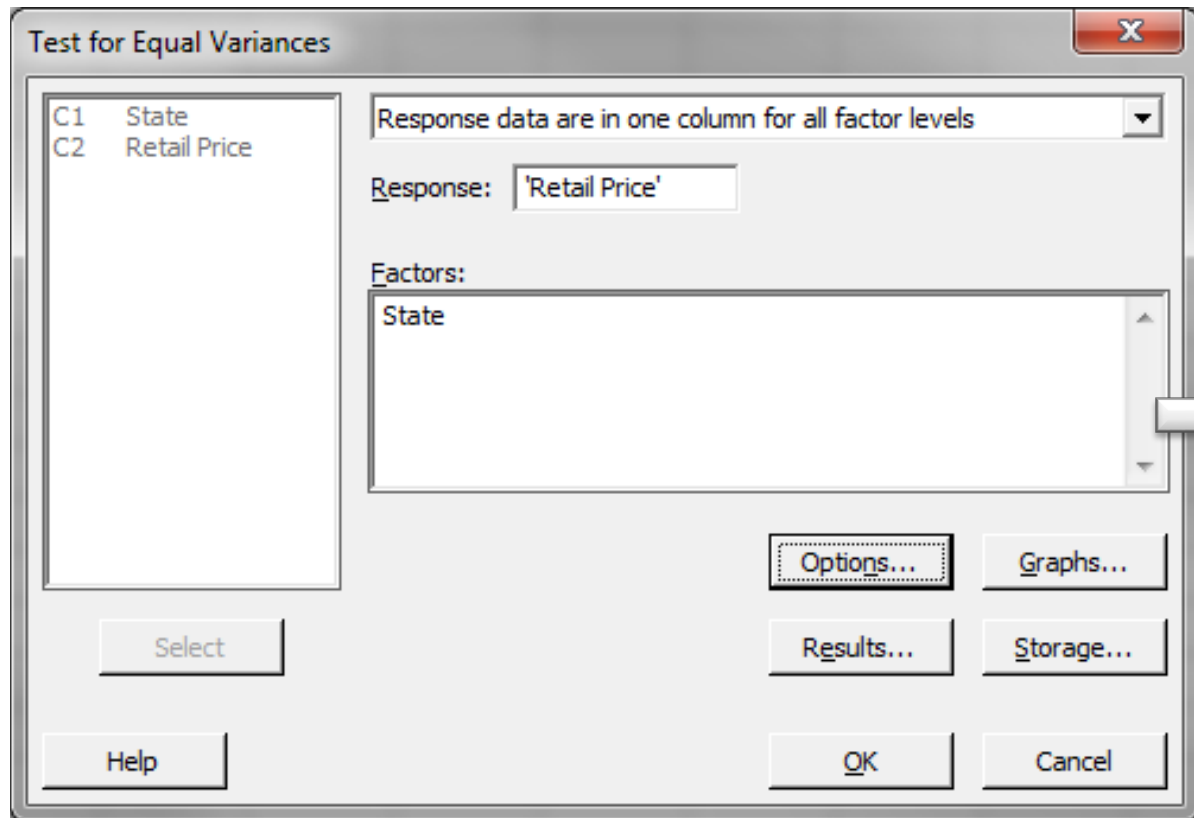 Test for Equal Variances
C1 State
C2 Retail Price
Response data are in one column for all factor levels
Response: 'Retail Price'
Factors:
State
Options... Graphs...
Select Results... Storage...
Help OK Cancel